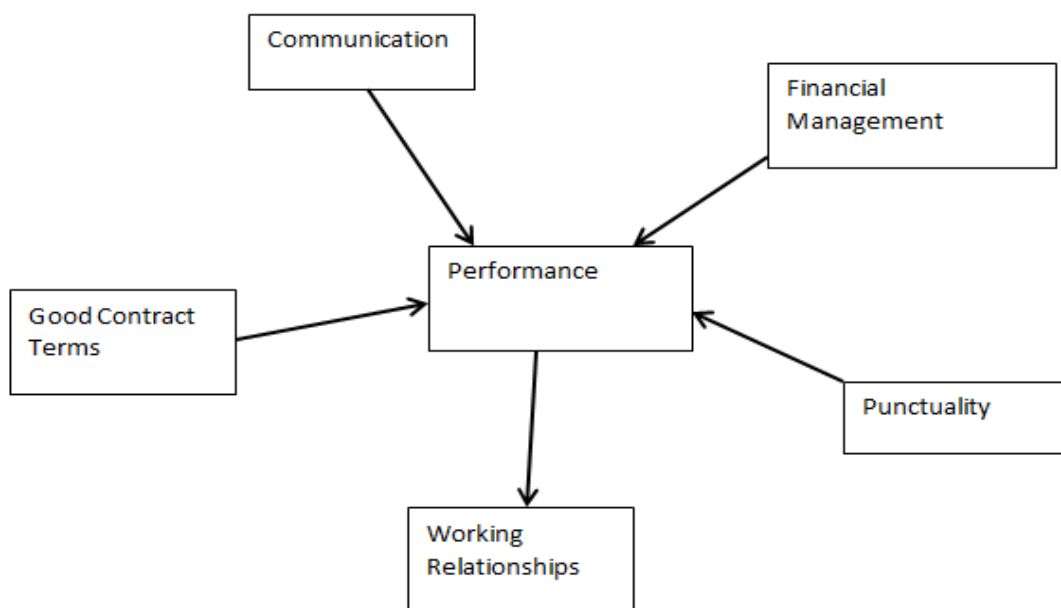 Communication
Financial
Management
Performance
Good Contract
Terms
Punctuality
Working
Relationships